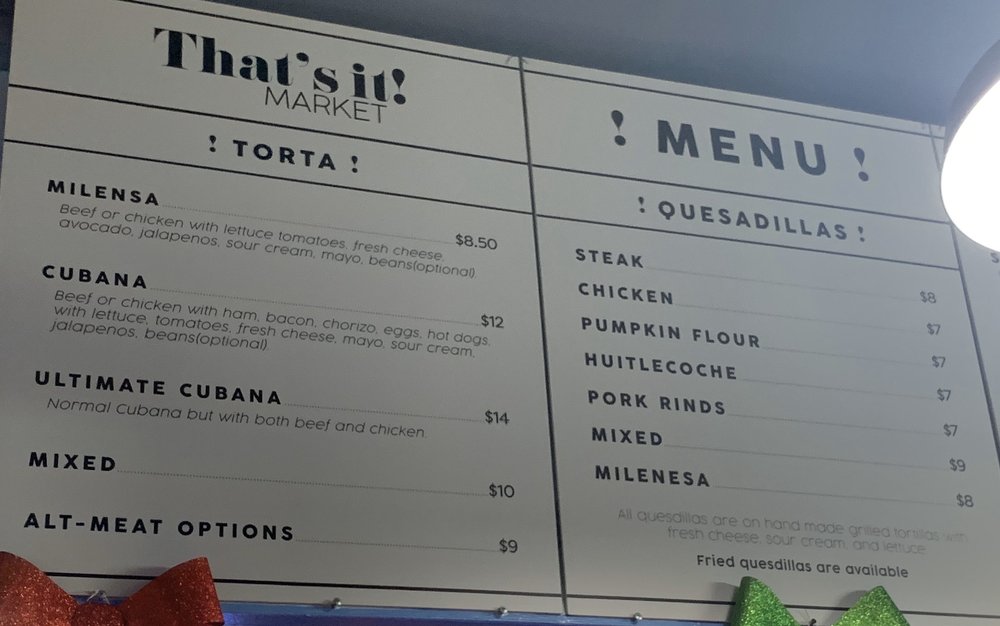 That's it!
MARKET
! TORTA !
MILENSA $8.50
Beef or chicken with lettuce tomatoes, fresh cheese,
avocado, jalapenos, sour cream, mayo, beans(optional)
CUBANA $12
Beef or chicken with ham, bacon, chorizo, eggs, hot dogs,
with lettuce, tomatoes, fresh cheese, mayo, sour cream,
jalapenos, beans(optional)
ULTIMATE CUBANA $14
Normal Cubana but with both beef and chicken.
MIXED $10
ALT-MEAT OPTIONS $9
! MENU !
! QUESADILLAS !
STEAK $8
CHICKEN $7
PUMPKIN FLOUR $7
HUITLECOCHE $7
PORK RINDS $7
MIXED $9
MILENESA $8
All quesdillas are on hand made grilled tortillas with
fresh cheese, sour cream, and lettuce
Fried quesdillas are available